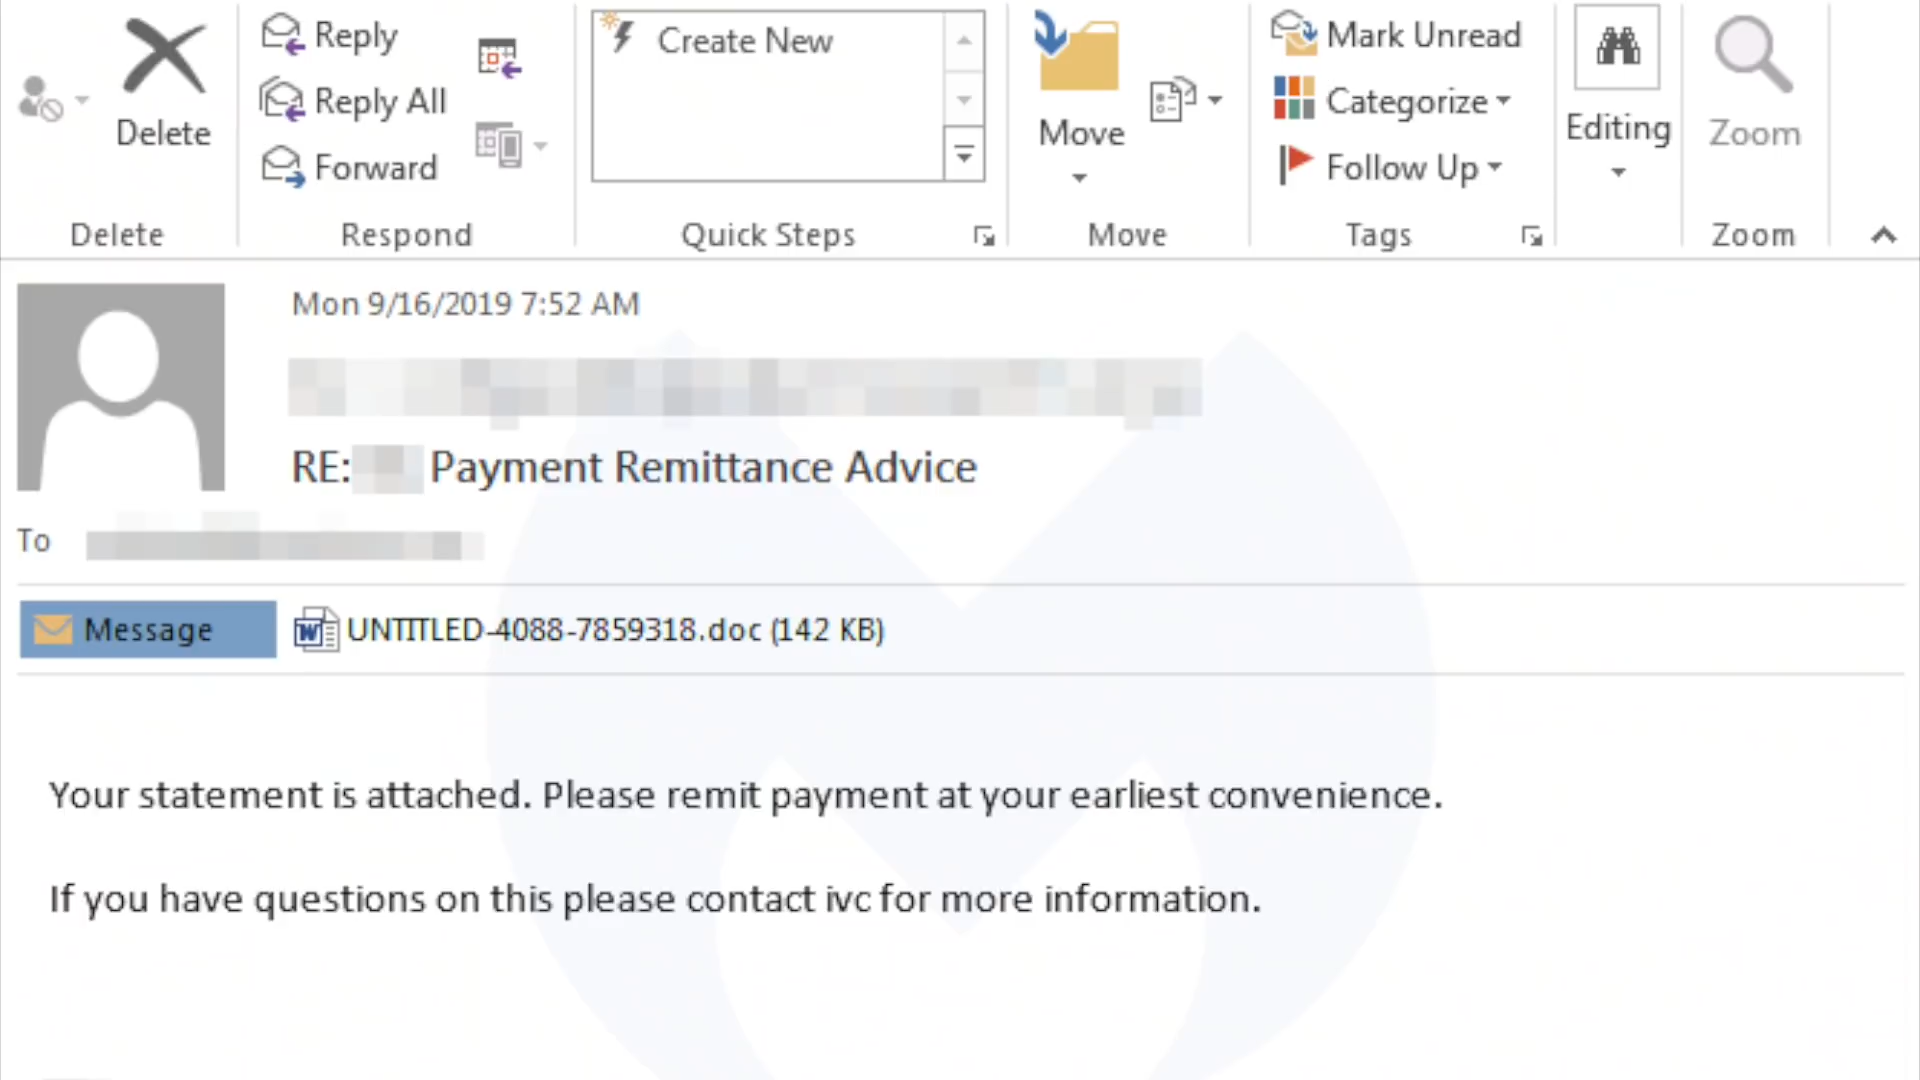 Reply
Create New
Mark Unread
Reply All
Categorize
Delete
Move
Editing
Zoom
Forward
Follow Up
Delete
Respond
Quick Steps
Move
Tags
Zoom
Mon 9/16/2019 7:52 AM
RE: Payment Remittance Advice
To
Message
UNTITLED-4088-7859318.doc (142 KB)
Your statement is attached. Please remit payment at your earliest convenience.
If you have questions on this please contact ivc for more information.